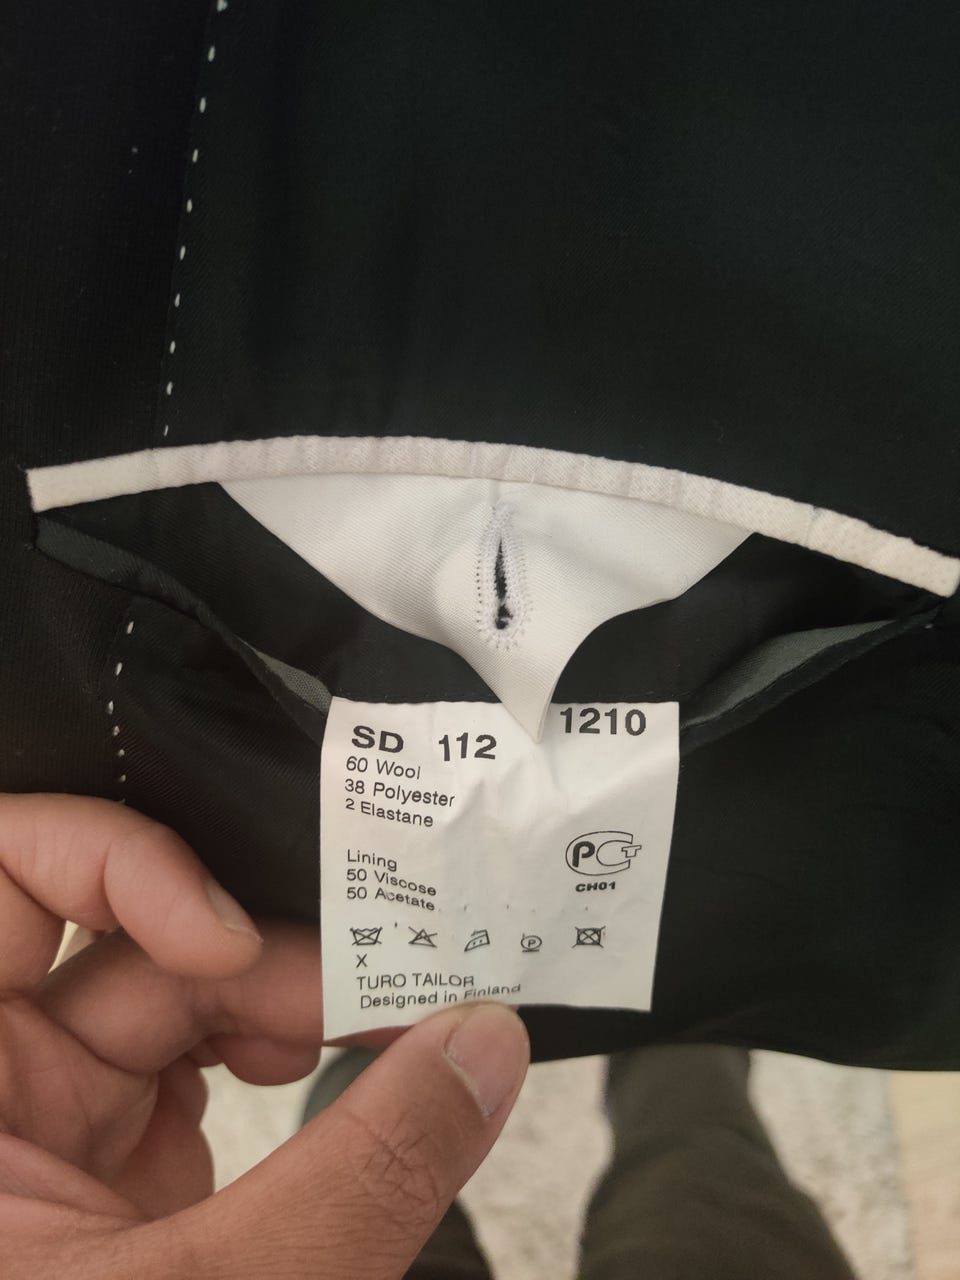 SD 112 1210
60 Wool
38 Polyester
2 Elastane
Lining
50 Viscose
50 Acetate
РСТ
CH01
P
X
TURO TAILOR
Designed in Finland